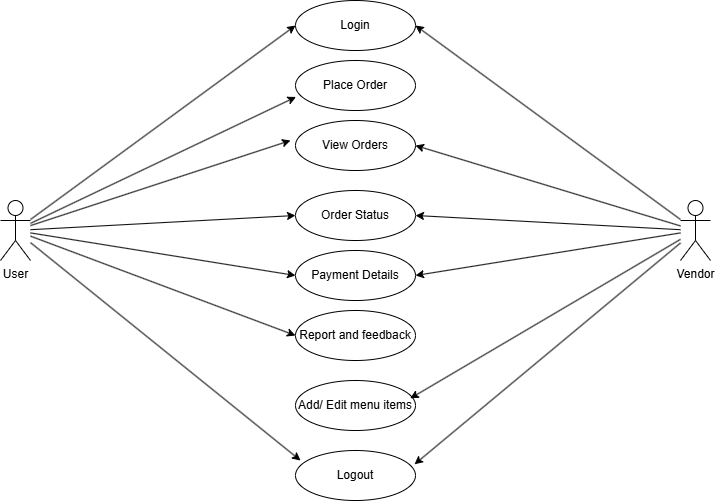 Login
Place Order
View Orders
Order Status
User
Vendor
Payment Details
Report and feedback
Add/ Edit menu items
Logout